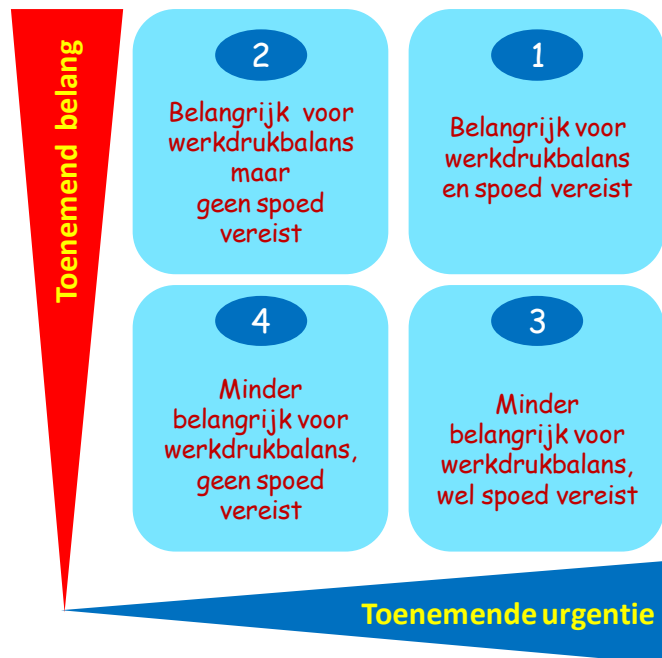 Toenemend belang
2
Belangrijk voor
werkdrukbalans
maar
geen spoed
vereist
1
Belangrijk voor
werkdrukbalans
en spoed vereist
4
Minder
belangrijk voor
werkdrukbalans,
geen spoed
vereist
3
Minder
belangrijk voor
werkdrukbalans,
wel spoed vereist
Toenemende urgentie